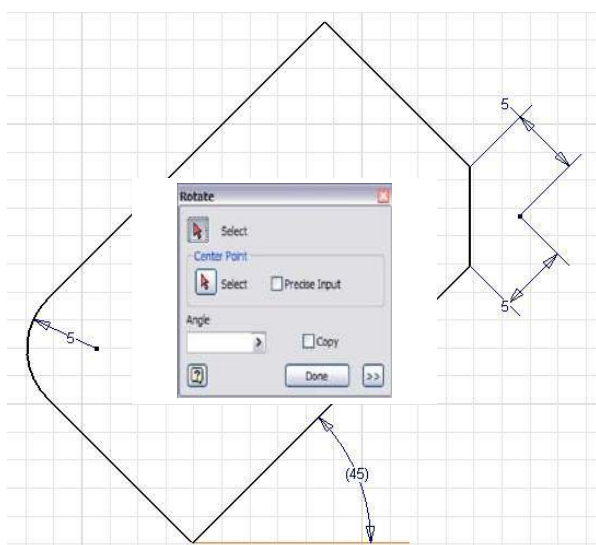 5
Rotate
Select
Center Point
Select Precise Input
Angle
Copy
Done >>
5
5
(45)